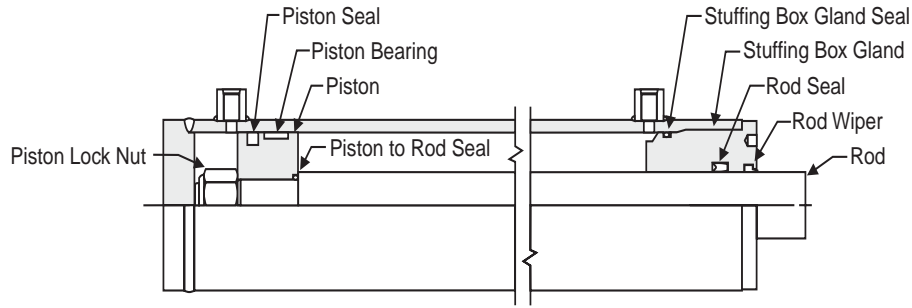 Piston Seal
Stuffing Box Gland Seal
Piston Bearing
Stuffing Box Gland
Piston
Rod Seal
Rod Wiper
Piston Lock Nut
Piston to Rod Seal
Rod